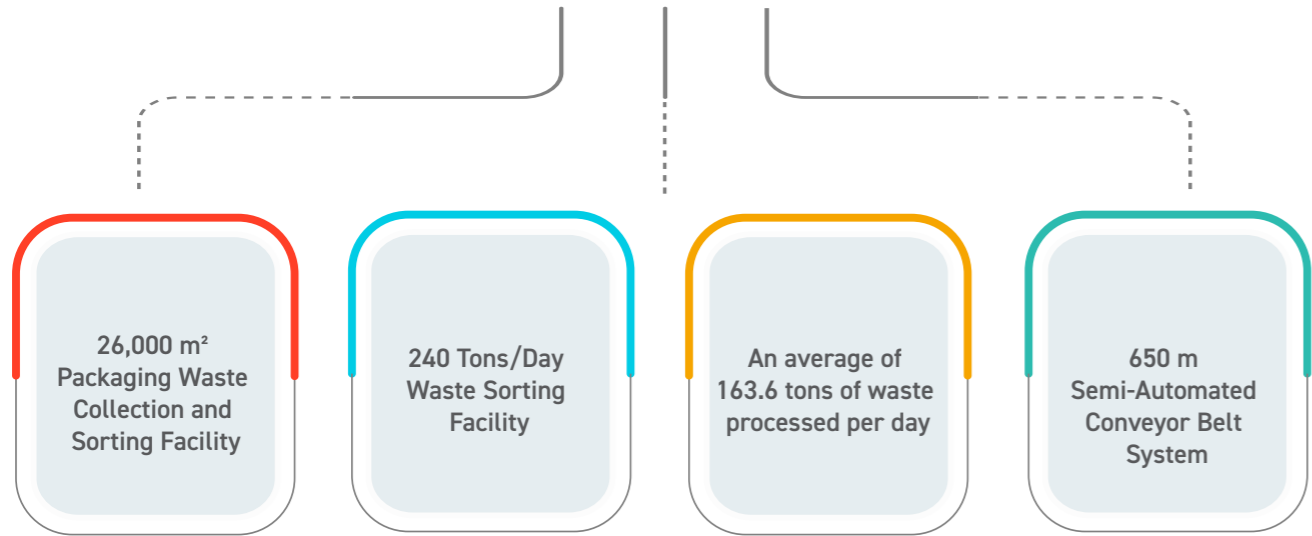 26,000 m²
Packaging Waste
Collection and
Sorting Facility
240 Tons/Day
Waste Sorting
Facility
An average of
163.6 tons of waste
processed per day
650 m
Semi-Automated
Conveyor Belt
System